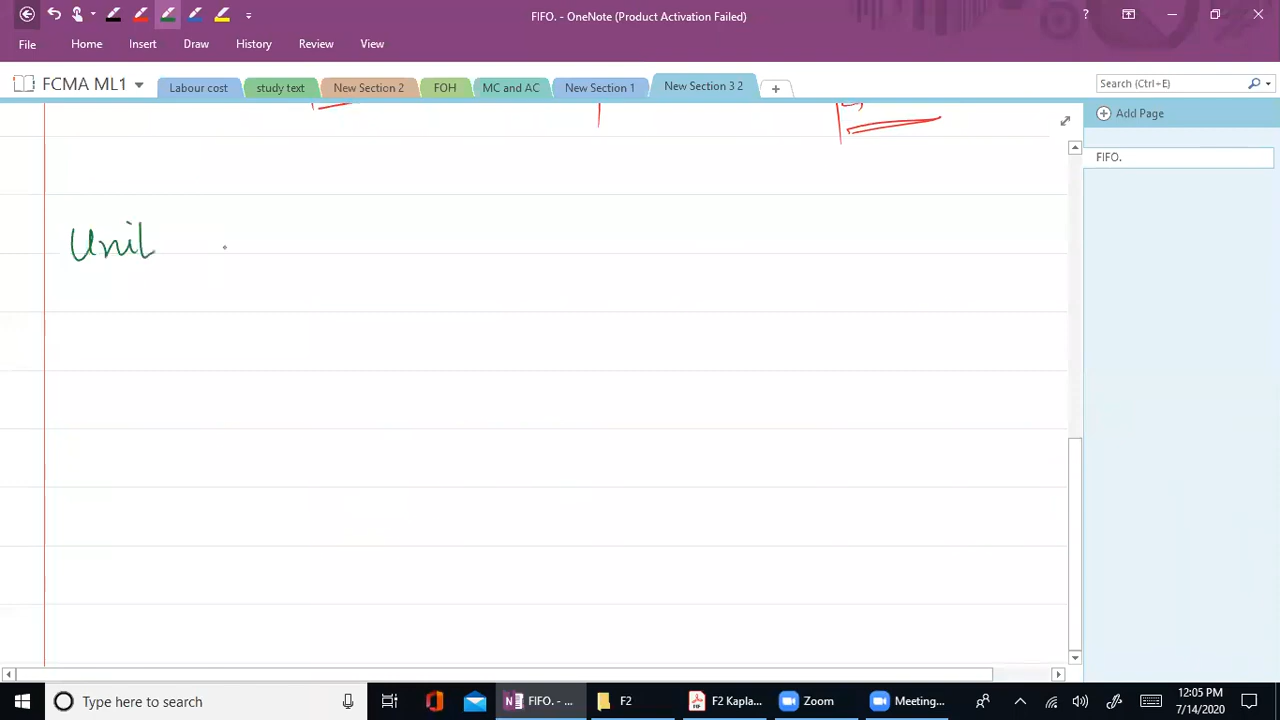 FIFO. - OneNote (Product Activation Failed)
?
File Home Insert Draw History Review View
FCMA ML1 Labour cost study text New Section 2 FOH MC and AC New Section 1 New Section 3 2 Search (Ctrl+E)
Add Page
FIFO.
Unit
Type here to search FIFO. - ... F2 F2 Kapla... Zoom Meeting... 12:05 PM
7/14/2020